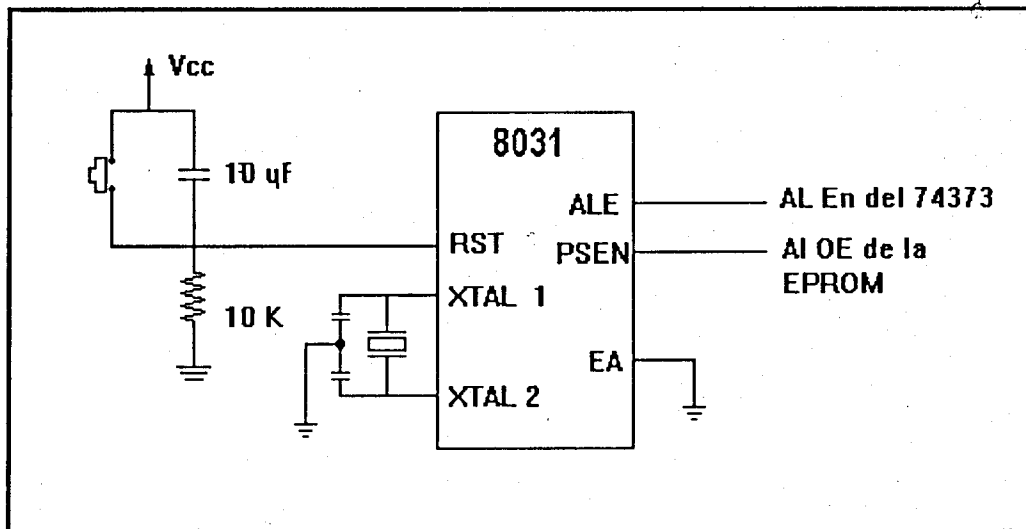 Vcc
10 uF
10 K
8031
ALE
PSEN
RST
XTAL 1
XTAL 2
EA
AL En del 74373
Al OE de la
EPROM